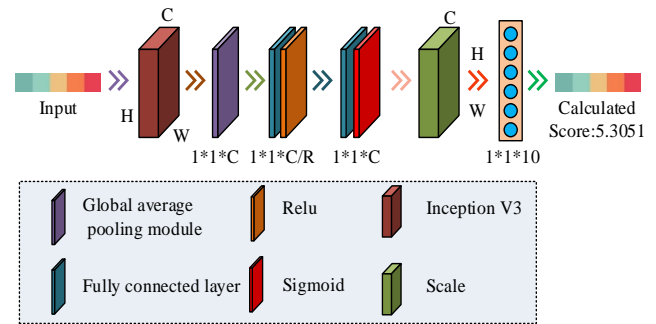 C
C
H
Input
H
W
W
Calculated
Score:5.3051
1*1*C
1*1*C/R
1*1*C
1*1*10
Global average
pooling module
Relu
Inception V3
Fully connected layer
Sigmoid
Scale